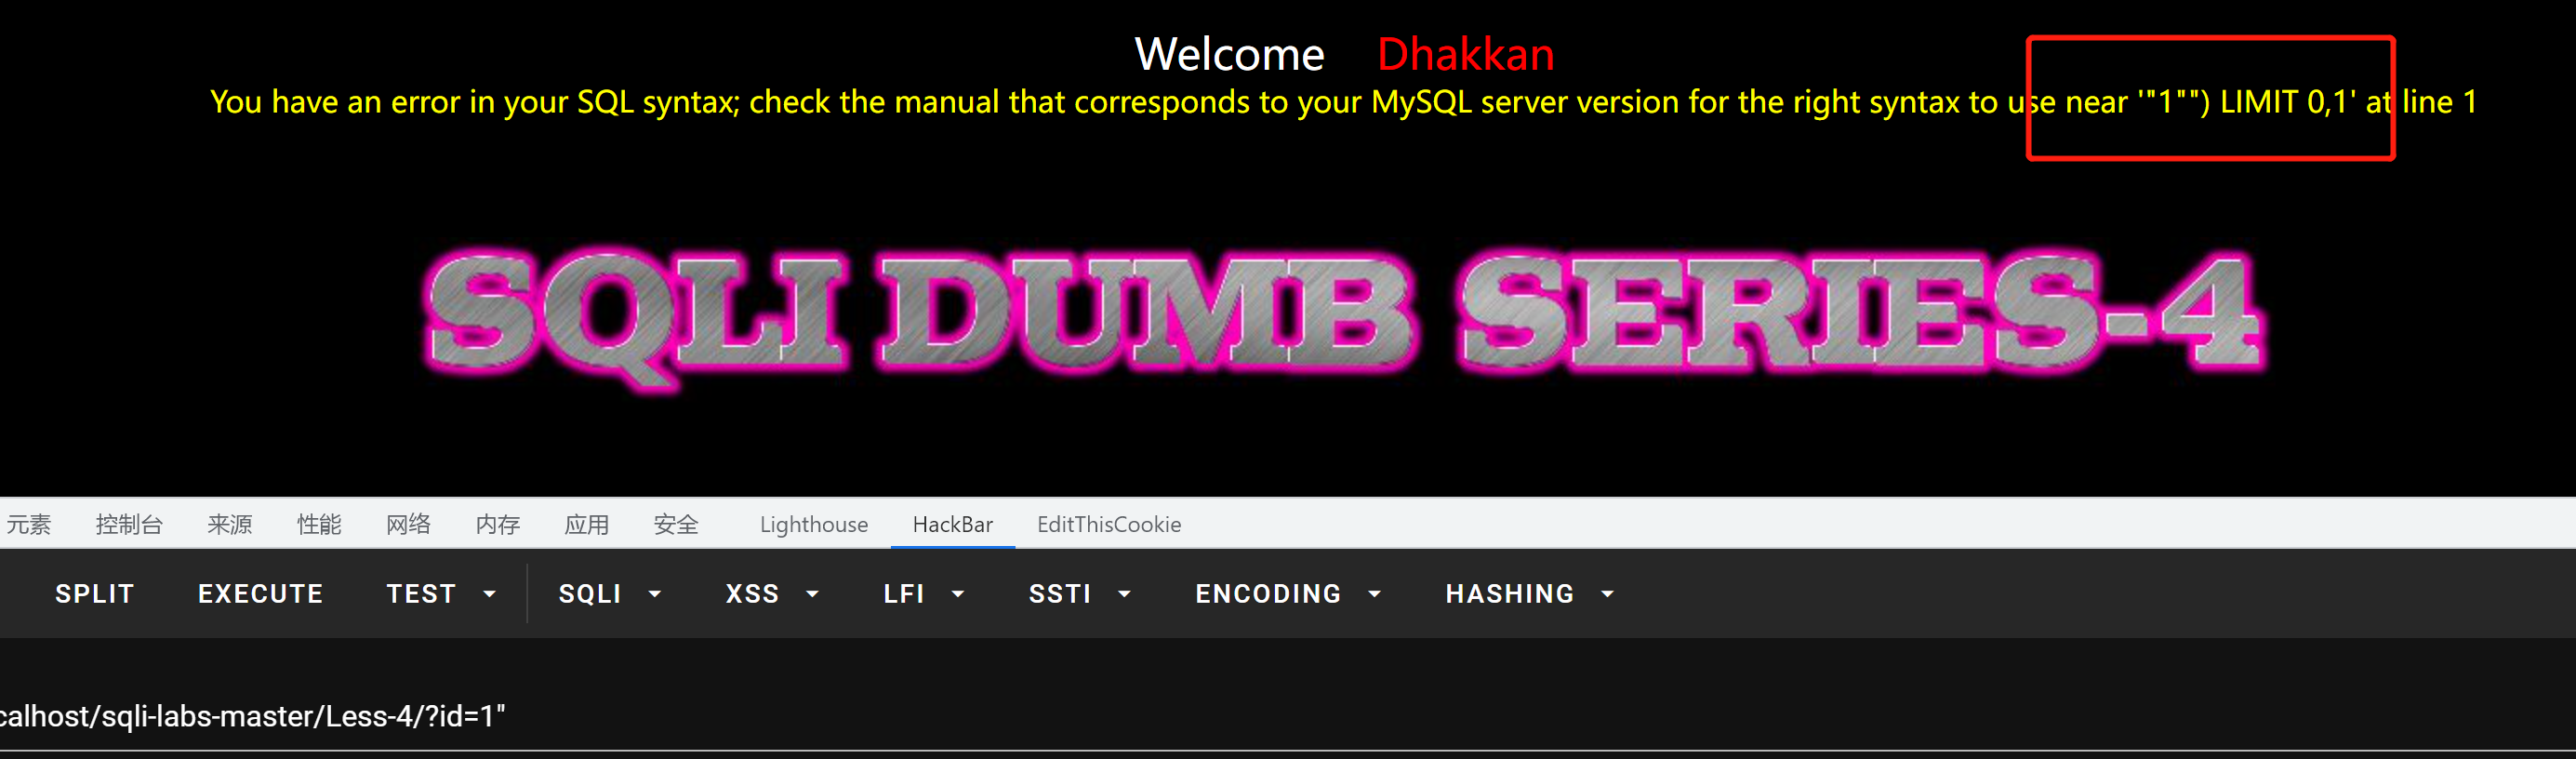 Welcome Dhakkan
You have an error in your SQL syntax; check the manual that corresponds to your MySQL server version for the right syntax to use near '"1"") LIMIT 0,1' at line 1
SQLI DUMB SERIES-4
元素 控制台 来源 性能 网络 内存 应用 安全 Lighthouse HackBar EditThisCookie
SPLIT EXECUTE TEST SQLI XSS LFI SSTI ENCODING HASHING
calhost/sqli-labs-master/Less-4/?id=1"